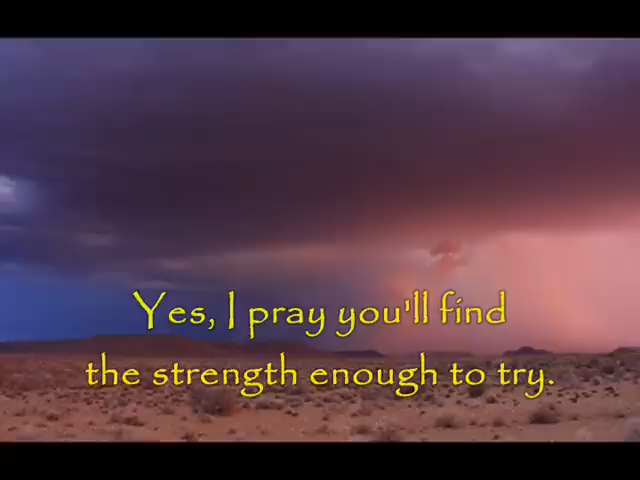 Yes, I pray you'll find
the strength enough to try.